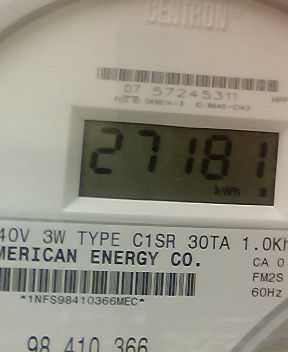 CENTRON®
07 57245311
27181
kWh
40V 3W TYPE C1SR 30TA 1.0Kh
MERICAN ENERGY CO.
CA 0
FM2S
60Hz
*1NFS98410366MEC*
98 410 366